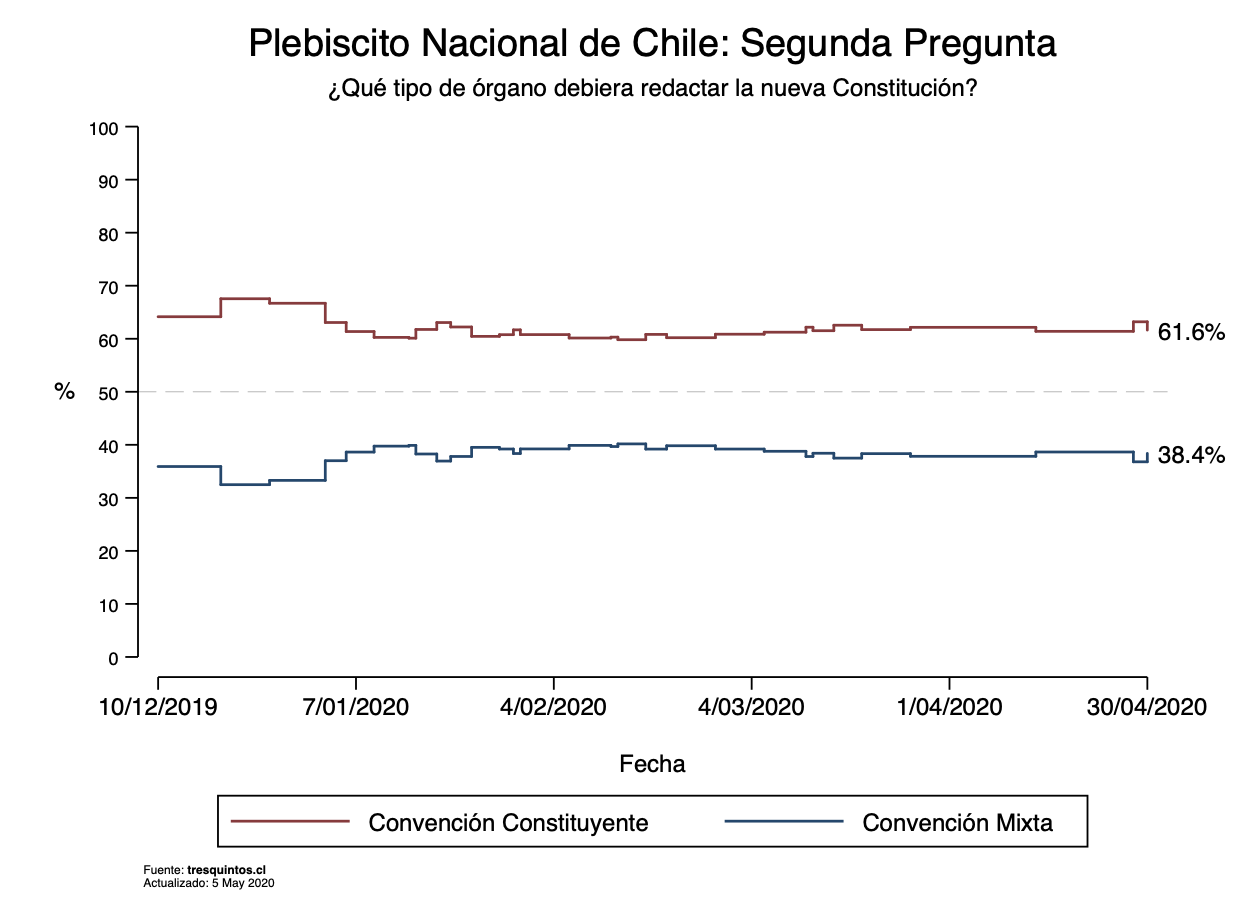 Plebiscito Nacional de Chile: Segunda Pregunta
¿Qué tipo de órgano debiera redactar la nueva Constitución?
100
90
80
70
60
50
40
30
20
10
0
%
61.6%
38.4%
10/12/2019 7/01/2020 4/02/2020 4/03/2020 1/04/2020 30/04/2020
Fecha
Convención Constituyente Convención Mixta
Fuente: tresquintos.cl
Actualizado: 5 May 2020